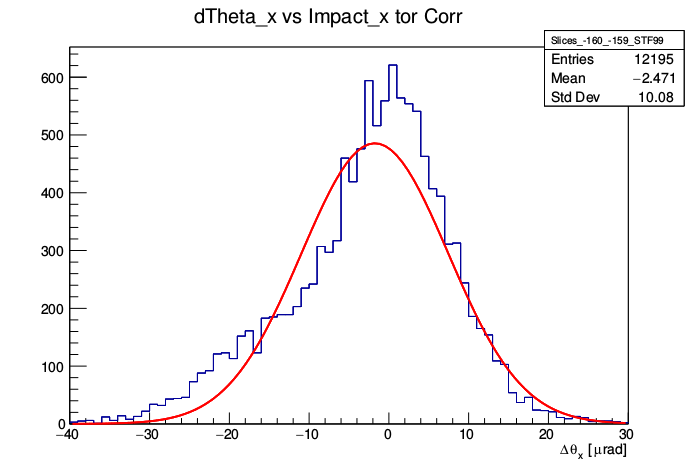 dTheta_x vs Impact_x tor Corr
Slices_-160_-159_STF99
Entries 12195
Mean −2.471
Std Dev 10.08
600
500
400
300
200
100
0
−40 −30 −20 −10 0 10 20 30
Δθx [μrad]